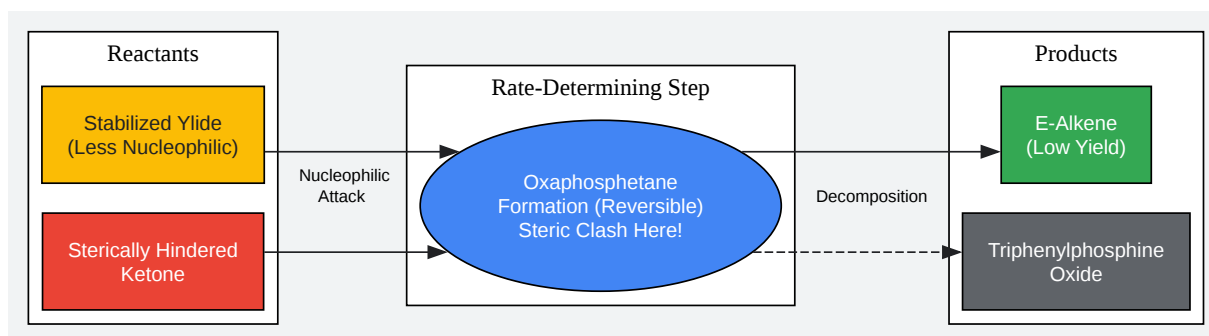 Reactants
Stabilized Ylide
(Less Nucleophilic)
Sterically Hindered
Ketone
Nucleophilic
Attack
Rate-Determining Step
Oxaphosphetane
Formation (Reversible)
Steric Clash Here!
Decomposition
Products
E-Alkene
(Low Yield)
Triphenylphosphine
Oxide